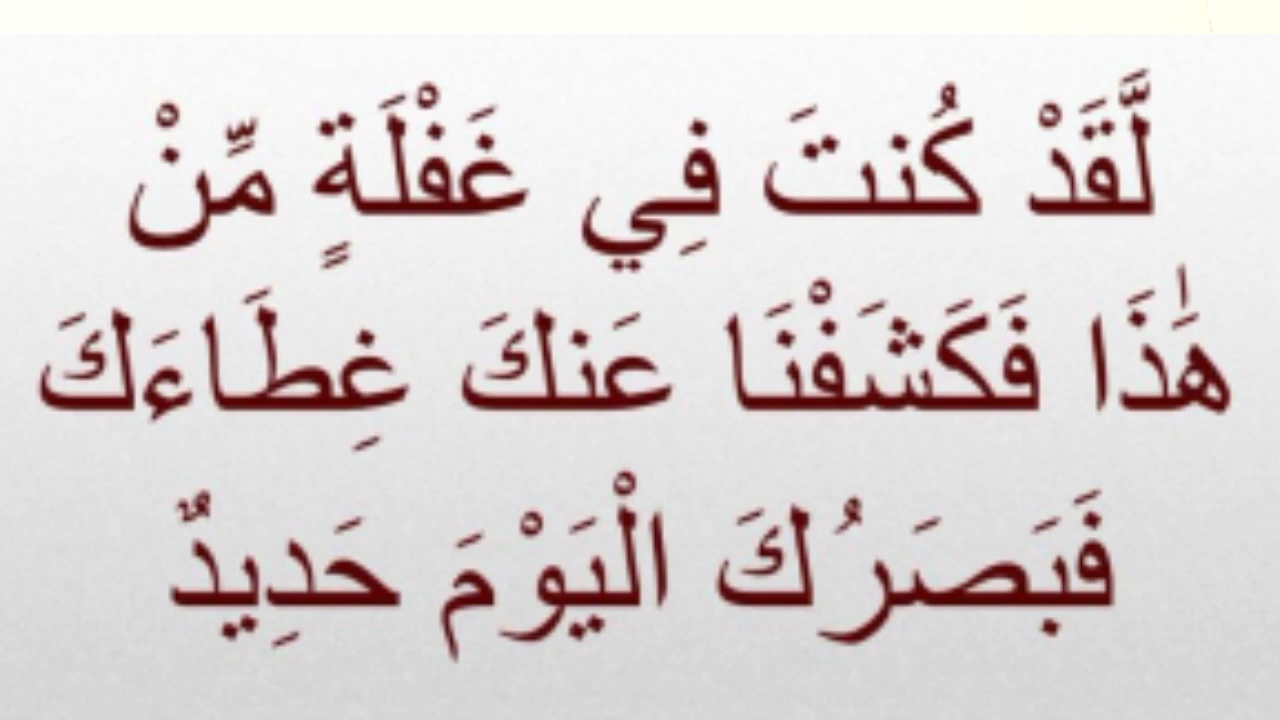 لَّقَدْ كُنتَ فِي غَفْلَةٍ مِّنْ
هَٰذَا فَكَشَفْنَا عَنكَ غِطَاءَكَ
فَبَصَرُكَ الْيَوْمَ حَدِيدٌ